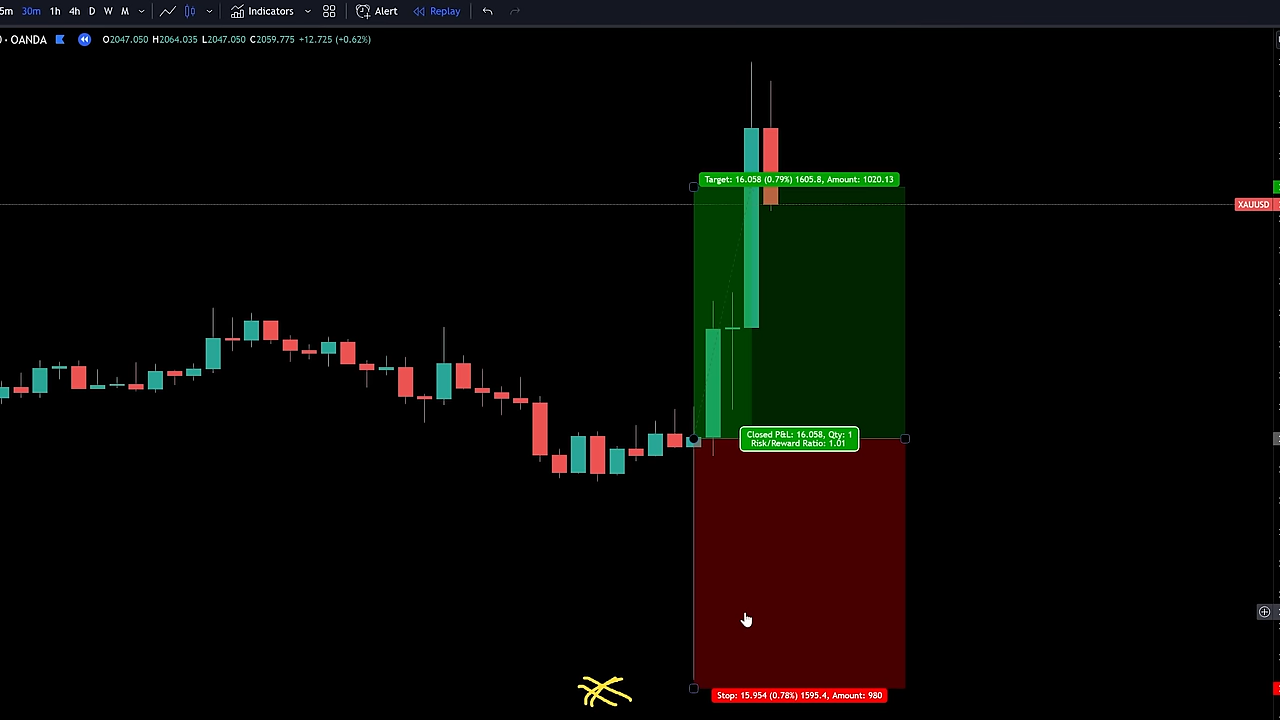 5m 30m 1h 4h D W M Indicators Alert Replay
· OANDA O2047.050 H2064.035 L2047.050 C2059.775 +12.725 (+0.62%)
Target: 16.058 (0.79%) 1605.8, Amount: 1020.13
XAUUSD
Closed P&L: 16.058, Qty: 1
Risk/Reward Ratio: 1.01
Stop: 15.954 (0.78%) 1595.4, Amount: 980